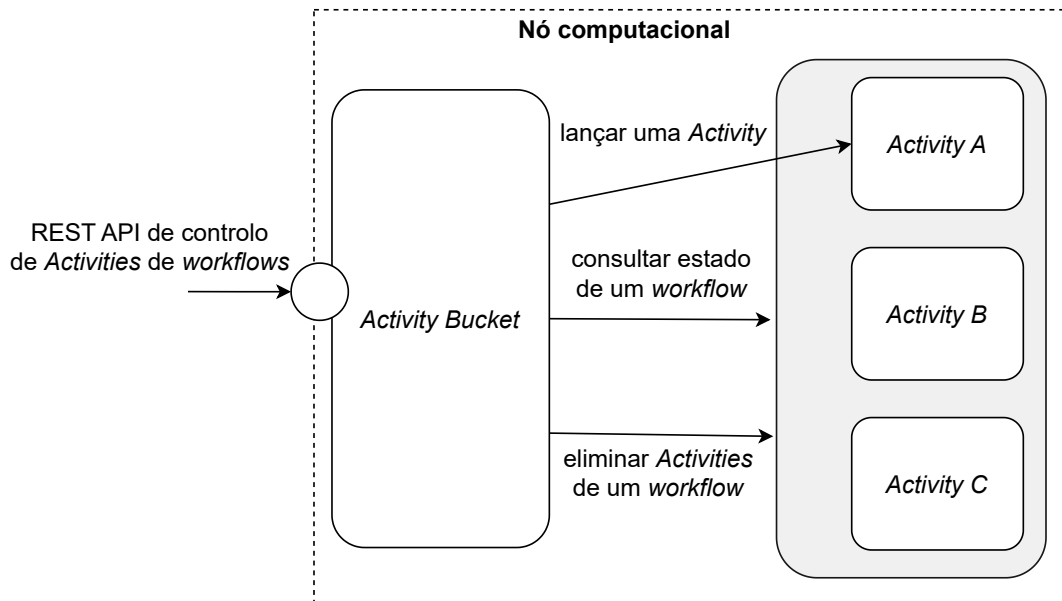 Nó computacional
lançar uma Activity
Activity A
REST API de controlo
de Activities de workflows
consultar estado
de um workflow
Activity Bucket
Activity B
eliminar Activities
de um workflow
Activity C